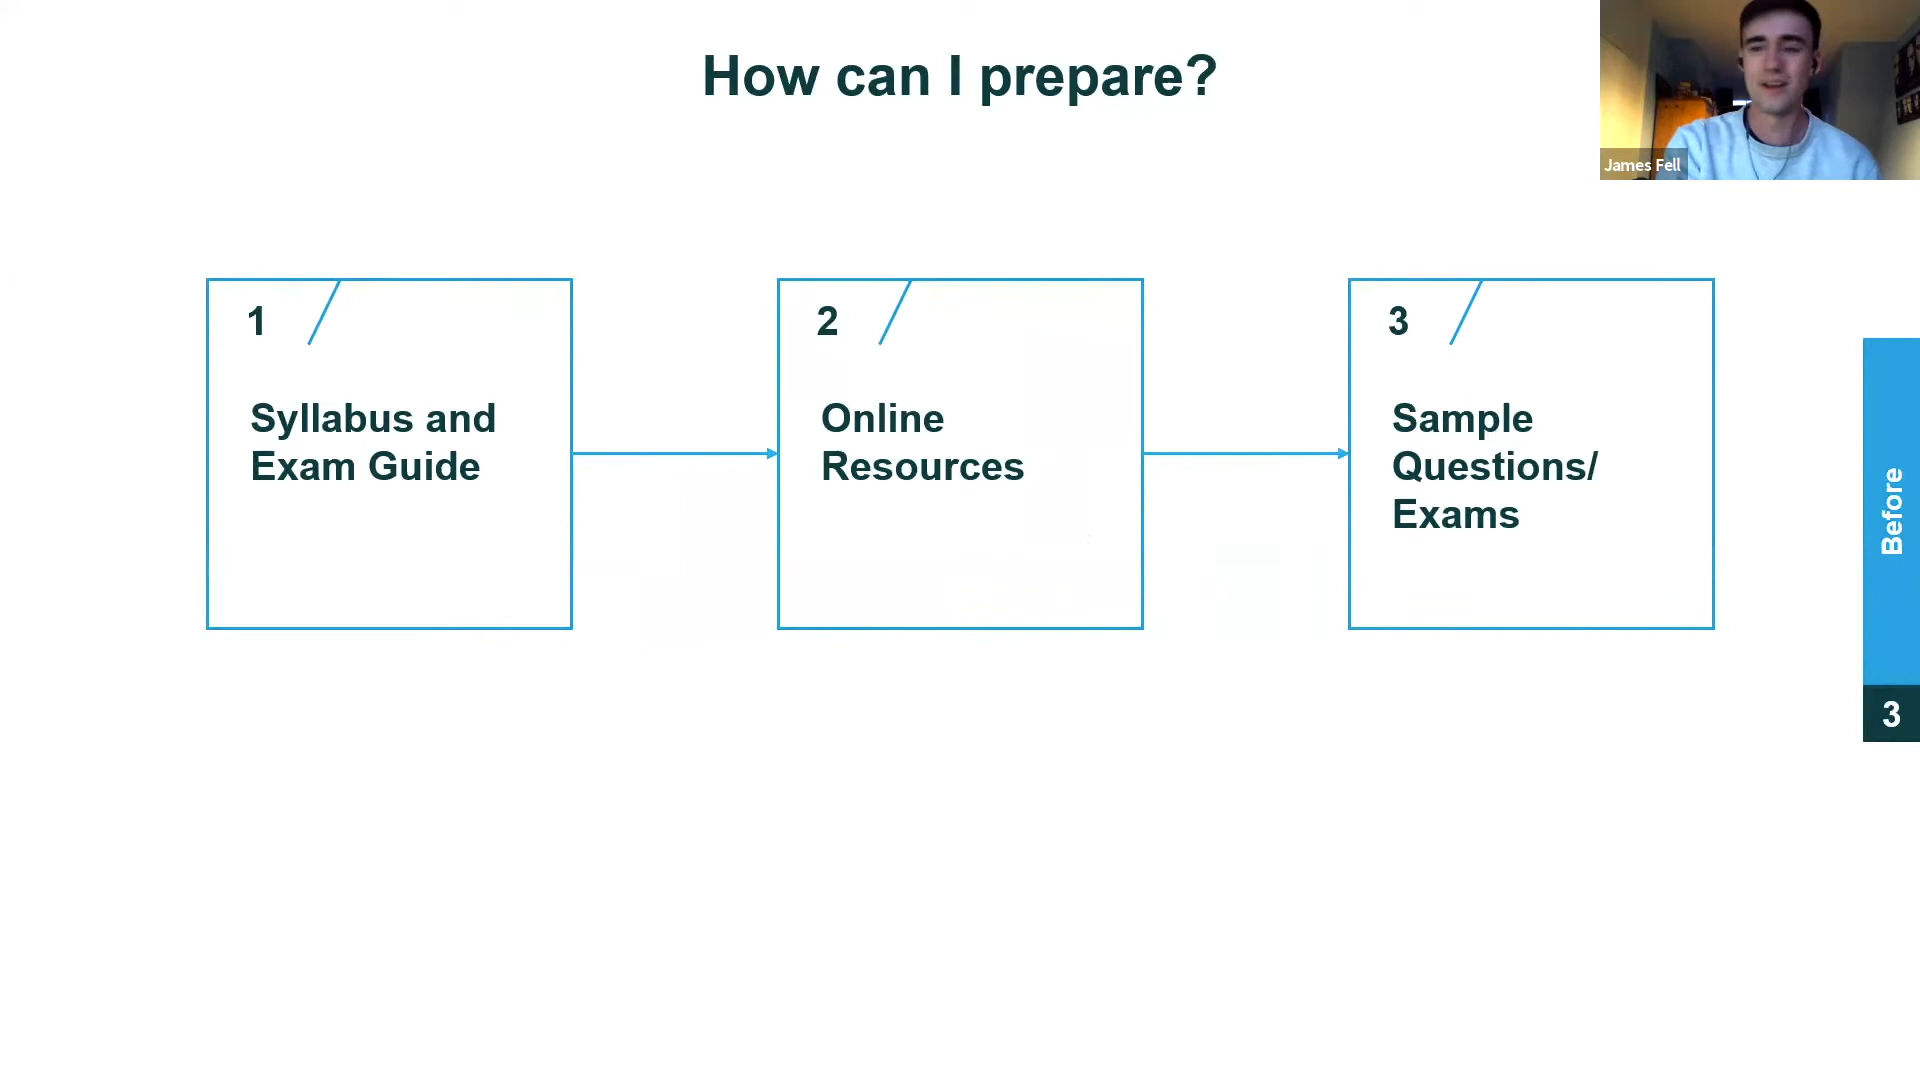 How can I prepare?
James Fell
1
Syllabus and
Exam Guide
2
Online
Resources
3
Sample
Questions/
Exams
Before
3